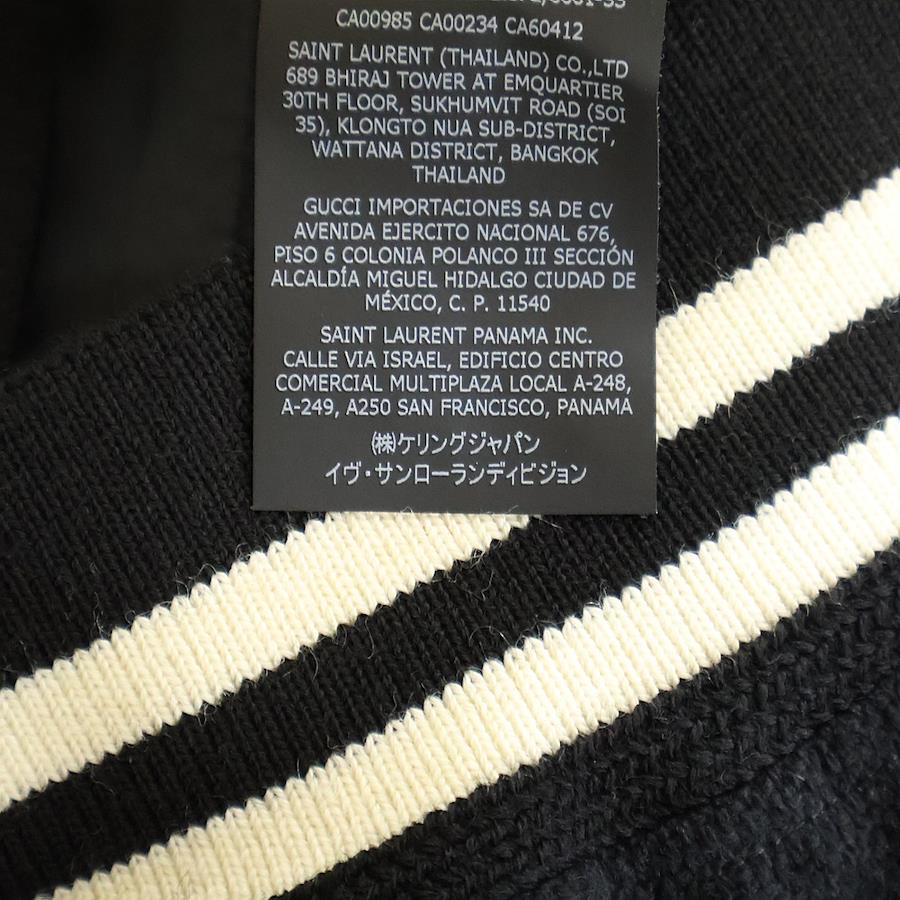 CA00985 CA00234 CA60412
SAINT LAURENT (THAILAND) CO.,LTD
689 BHIRAJ TOWER AT EMQUARTIER
30TH FLOOR, SUKHUMVIT ROAD (SOI
35), KLONGTO NUA SUB-DISTRICT,
WATTANA DISTRICT, BANGKOK
THAILAND
GUCCI IMPORTACIONES SA DE CV
AVENIDA EJERCITO NACIONAL 676,
PISO 6 COLONIA POLANCO III SECCIÓN
ALCALDÍA MIGUEL HIDALGO CIUDAD DE
MÉXICO, C. P. 11540
SAINT LAURENT PANAMA INC.
CALLE VIA ISRAEL, EDIFICIO CENTRO
COMERCIAL MULTIPLAZA LOCAL A-248,
A-249, A250 SAN FRANCISCO, PANAMÁ
㈱ケリングジャパン
イヴ・サンローランディビジョン